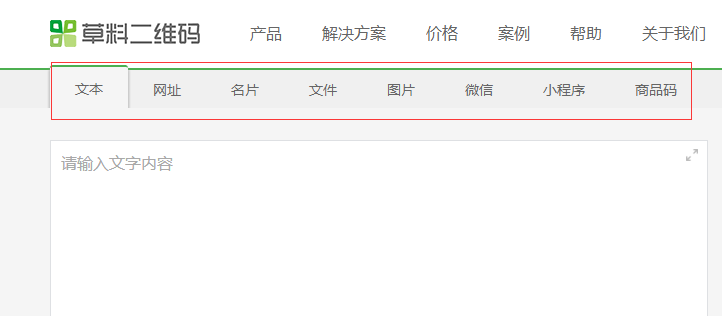 草料二维码 产品 解决方案 价格 案例 帮助 关于我们
文本 网址 名片 文件 图片 微信 小程序 商品码
请输入文字内容